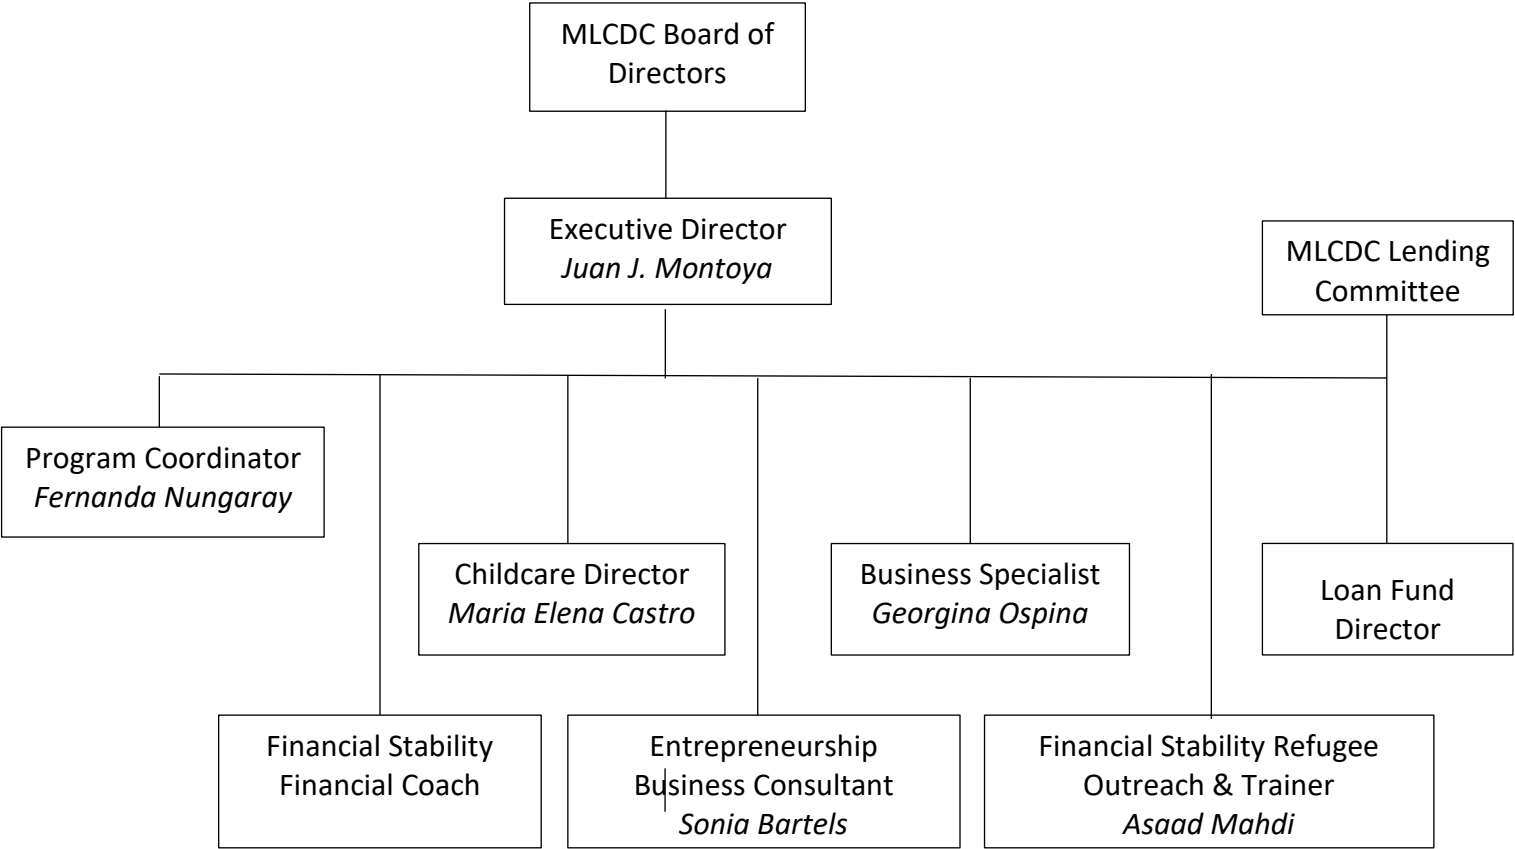 MLCDC Board of
Directors
Executive Director
Juan J. Montoya
MLCDC Lending
Committee
Program Coordinator
Fernanda Nungaray
Childcare Director
Maria Elena Castro
Business Specialist
Georgina Ospina
Loan Fund
Director
Financial Stability
Financial Coach
Entrepreneurship
Business Consultant
Sonia Bartels
Financial Stability Refugee
Outreach & Trainer
Asaad Mahdi